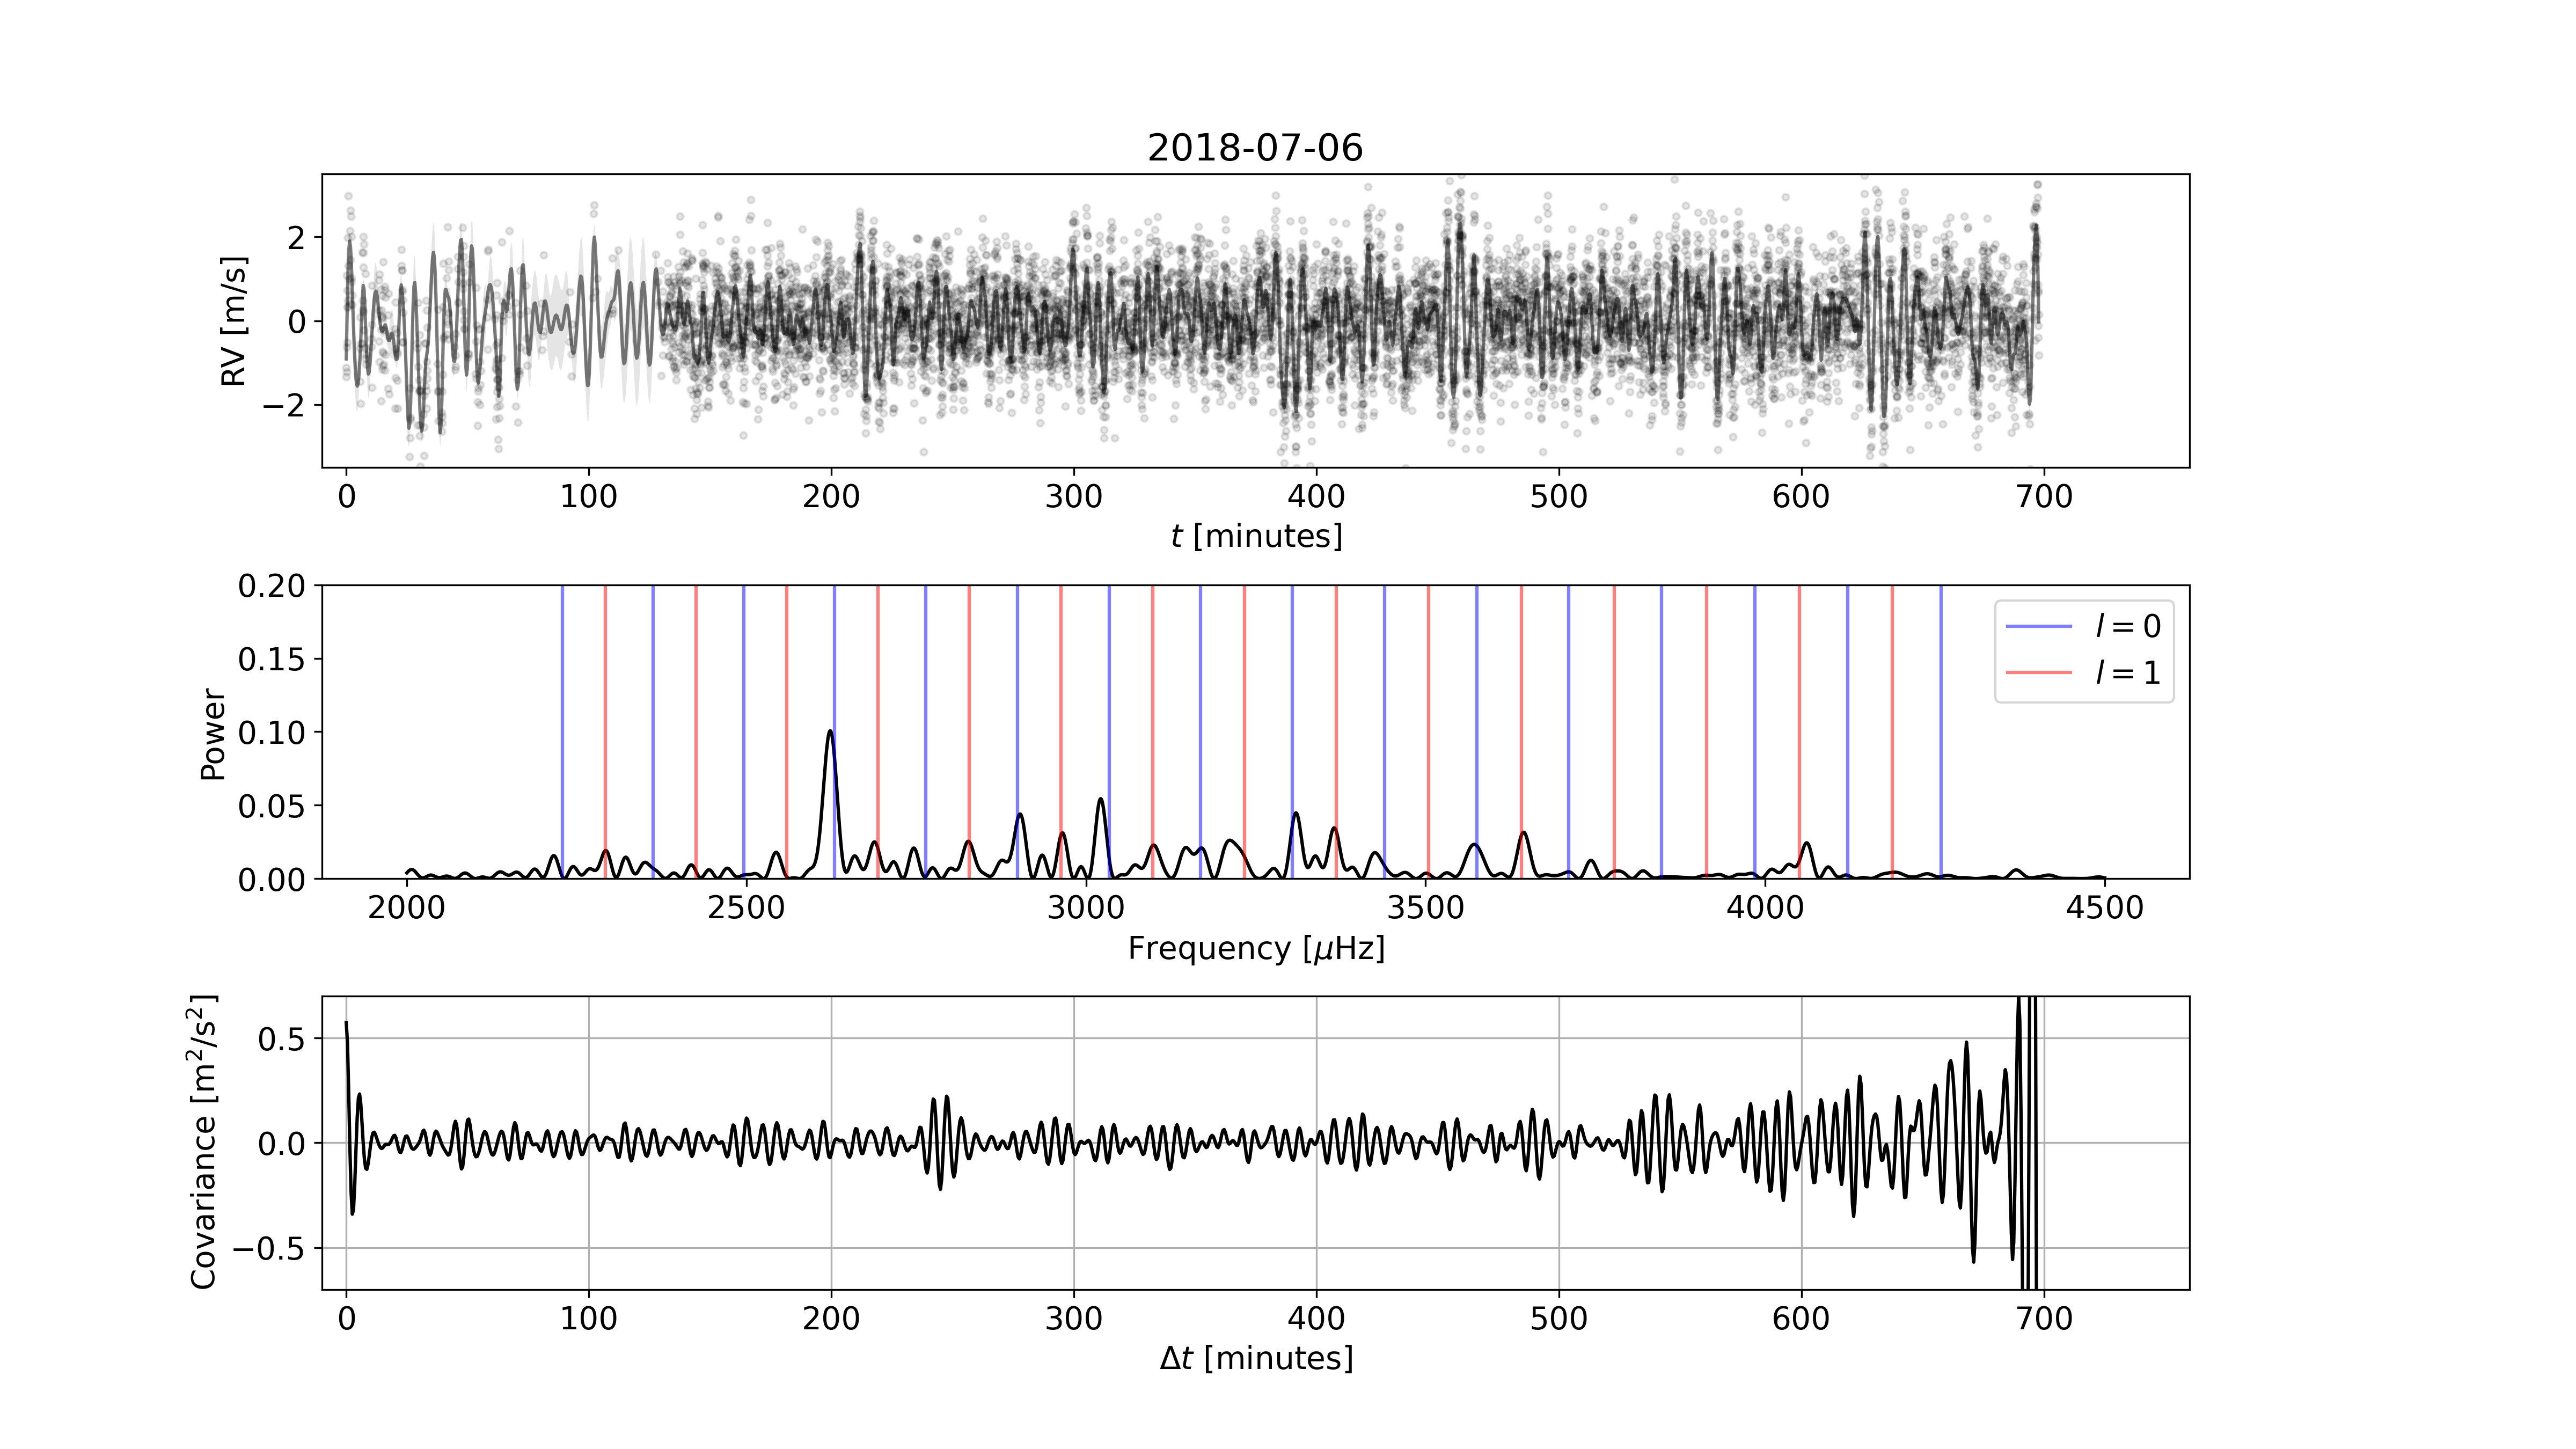 2018-07-06
RV [m/s]
2
0
−2
0 100 200 300 400 500 600 700
t [minutes]
Power
0.20
0.15
0.10
0.05
0.00
l = 0
l = 1
2000 2500 3000 3500 4000 4500
Frequency [μHz]
Covariance [m²/s²]
0.5
0.0
−0.5
0 100 200 300 400 500 600 700
Δt [minutes]